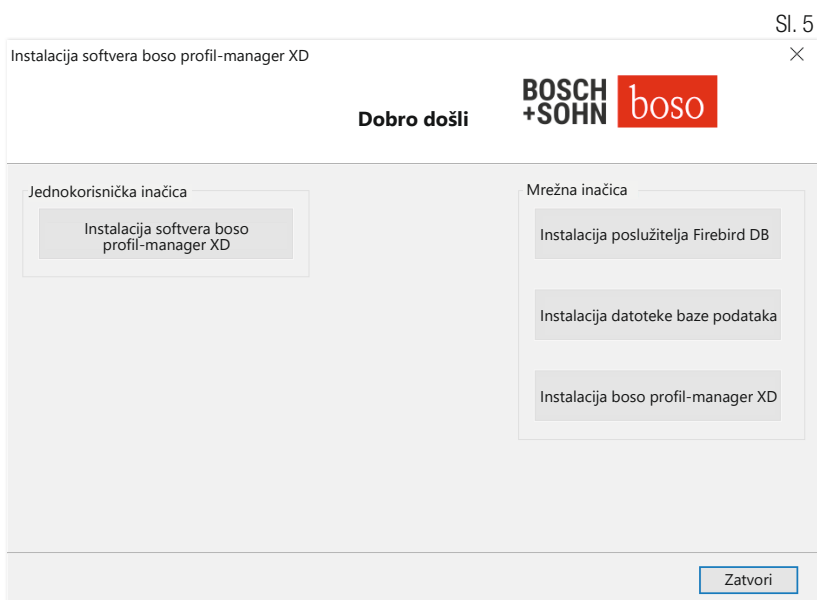 Sl. 5
Instalacija softvera boso profil-manager XD
Dobro došli
BOSCH
+SOHN
boso
Jednokorisnička inačica
Instalacija softvera boso
profil-manager XD
Mrežna inačica
Instalacija poslužitelja Firebird DB
Instalacija datoteke baze podataka
Instalacija boso profil-manager XD
Zatvori